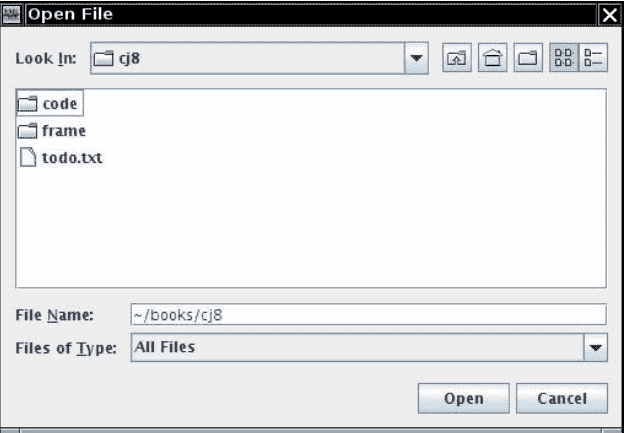 Open File
Look In: cj8
code
frame
todo.txt
File Name: ~/books/cj8
Files of Type: All Files
Open Cancel